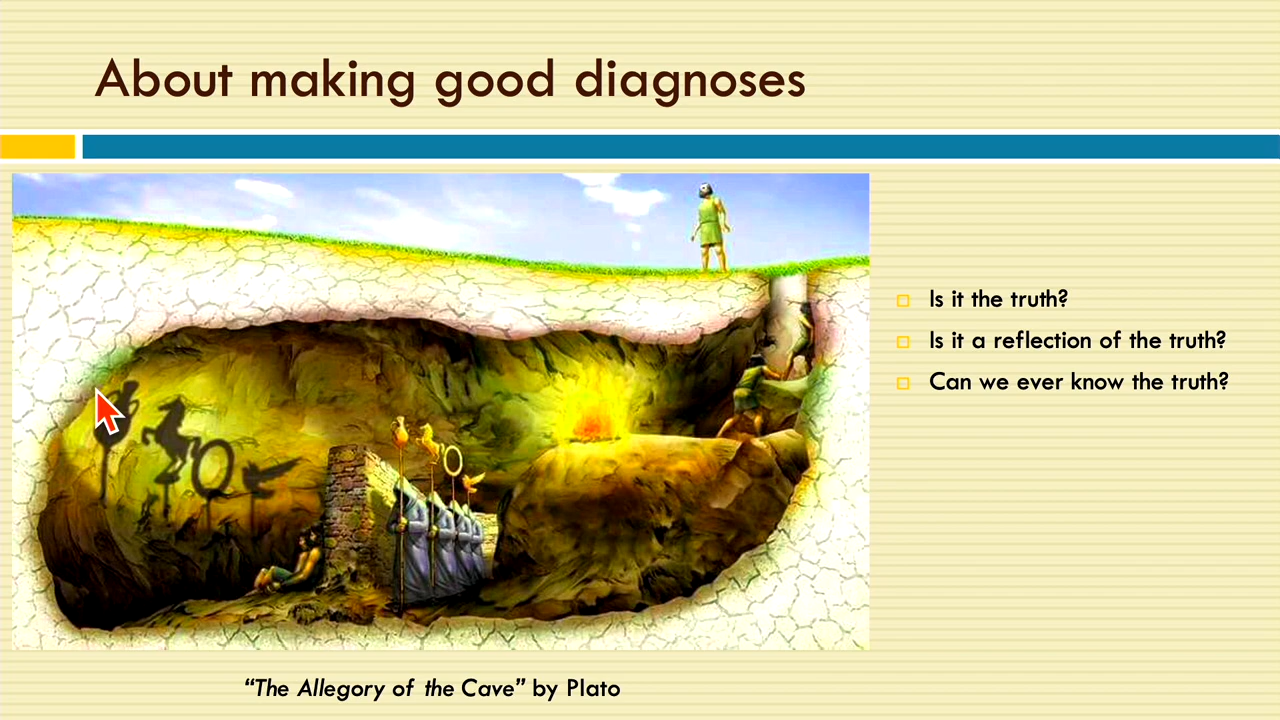 About making good diagnoses
Is it the truth?
Is it a reflection of the truth?
Can we ever know the truth?
“The Allegory of the Cave” by Plato